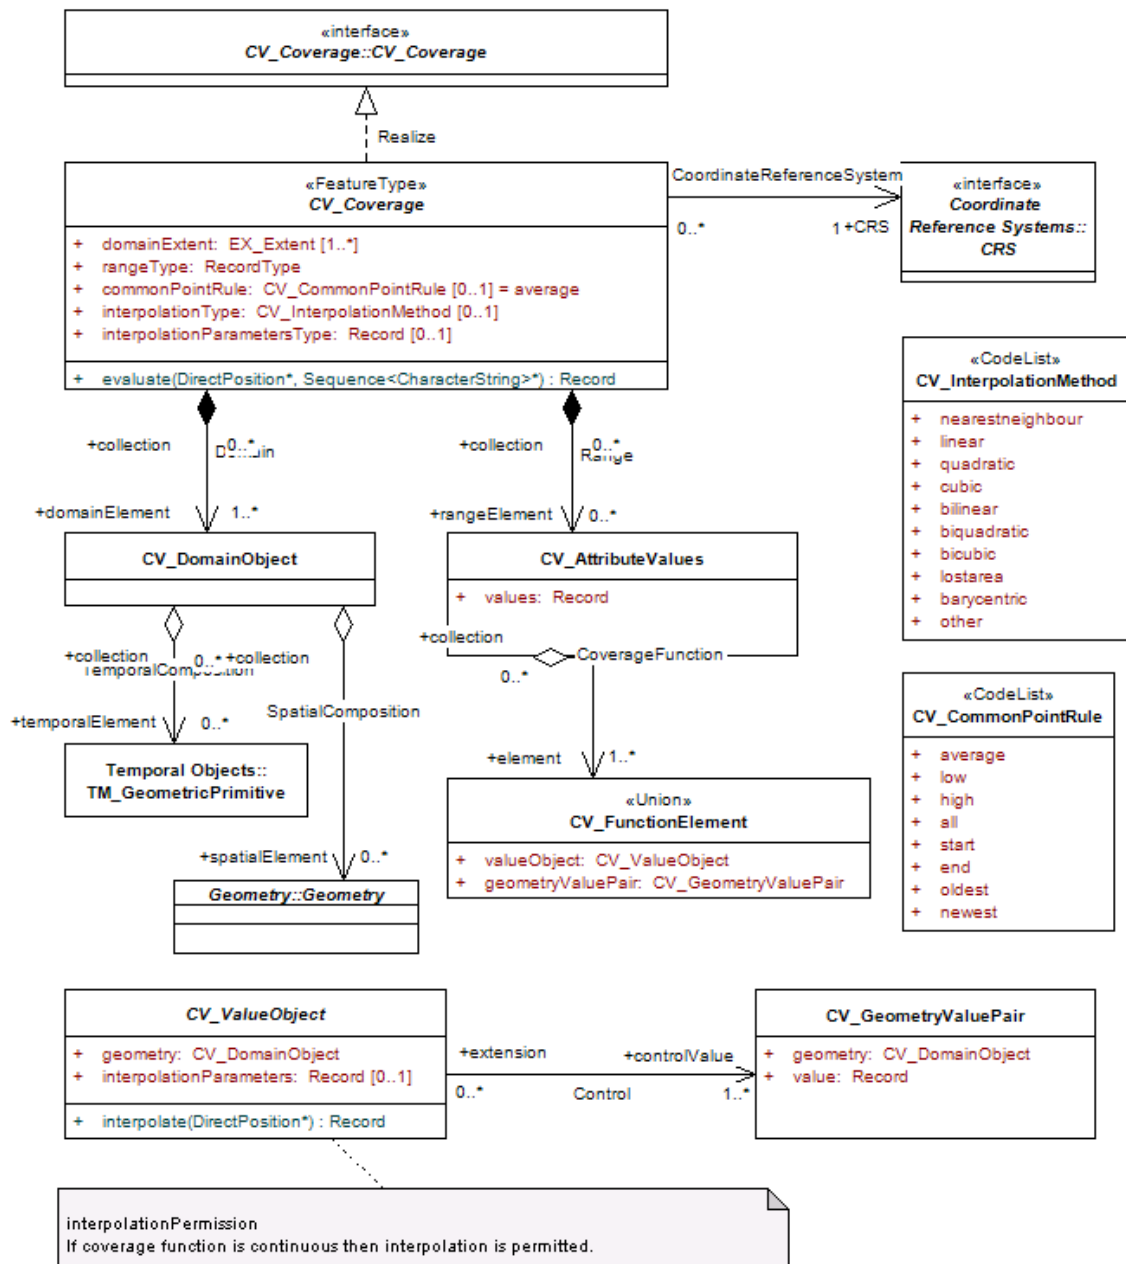 «interface»
CV_Coverage::CV_Coverage
Realize
«FeatureType»
CV_Coverage
+ domainExtent: EX_Extent [1..*]
+ rangeType: RecordType
+ commonPointRule: CV_CommonPointRule [0..1] = average
+ interpolationType: CV_InterpolationMethod [0..1]
+ interpolationParametersType: Record [0..1]
+ evaluate(DirectPosition*, Sequence<CharacterString>*) : Record
CoordinateReferenceSystem
0..*
1 +CRS
«interface»
Coordinate
Reference Systems::
CRS
+collection
0..*
+domainElement
1..*
+collection
0..*
Range
+rangeElement
0..*
CV_DomainObject
+collection
0..*
TemporalComposition
+temporalElement
0..*
+collection
SpatialComposition
+spatialElement
0..*
Temporal Objects::
TM_GeometricPrimitive
Geometry::Geometry
CV_AttributeValues
+ values: Record
+collection
CoverageFunction
0..*
+element
1..*
«Union»
CV_FunctionElement
+ valueObject: CV_ValueObject
+ geometryValuePair: CV_GeometryValuePair
«CodeList»
CV_InterpolationMethod
+ nearestneighbour
+ linear
+ quadratic
+ cubic
+ bilinear
+ biquadratic
+ bicubic
+ lostarea
+ barycentric
+ other
«CodeList»
CV_CommonPointRule
+ average
+ low
+ high
+ all
+ start
+ end
+ oldest
+ newest
CV_ValueObject
+ geometry: CV_DomainObject
+ interpolationParameters: Record [0..1]
+ interpolate(DirectPosition*) : Record
+extension
0..*
Control
+controlValue
1..*
CV_GeometryValuePair
+ geometry: CV_DomainObject
+ value: Record
interpolationPermission
If coverage function is continuous then interpolation is permitted.